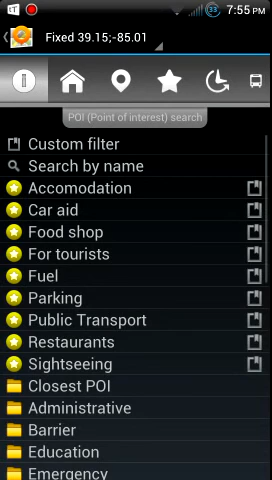 33 7:55 PM
Fixed 39.15;-85.01
POI (Point of interest) search
Custom filter
Search by name
Accomodation
Car aid
Food shop
For tourists
Fuel
Parking
Public Transport
Restaurants
Sightseeing
Closest POI
Administrative
Barrier
Education
Emergency